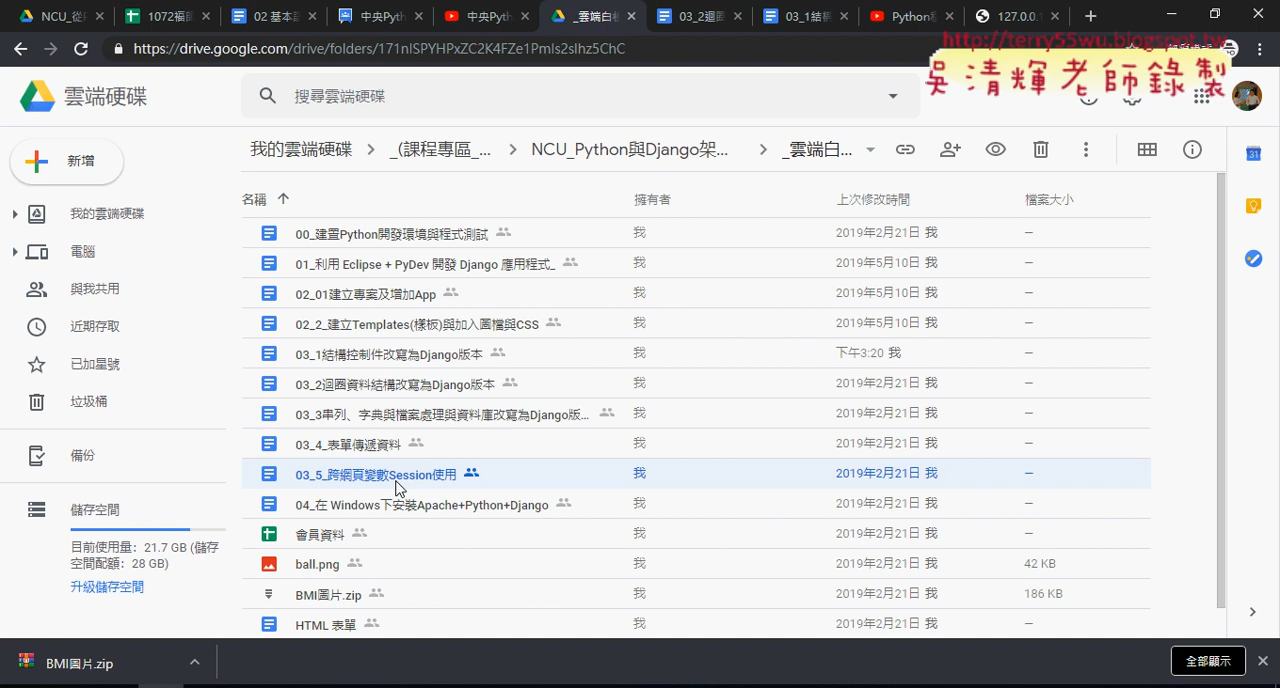 NCU_從
1072福
02 基本
中央Pyth
中央Pyth
_雲端白
03_2迴圈
03_1結構
Python
127.0.0.1
https://drive.google.com/drive/folders/171nlSPYHPxZC2K4FZe1Pmls2slhz5ChC
http://terry55wu.blogspot.tw
吳清輝老師錄製
雲端硬碟
搜尋雲端硬碟
新增
我的雲端硬碟
電腦
與我共用
近期存取
已加星號
垃圾桶
備份
儲存空間
目前使用量：21.7 GB (儲存
空間配額：28 GB)
升級儲存空間
我的雲端硬碟 > _(課程專區_... > NCU_Python與Django架... > _雲端白...
31
名稱 擁有者 上次修改時間 檔案大小
00_建置Python開發環境與程式測試 我 2019年2月21日 我 –
01_利用 Eclipse + PyDev 開發 Django 應用程式_ 我 2019年5月10日 我 –
02_01建立專案及增加App 我 2019年5月10日 我 –
02_2_建立Templates(樣板)與加入圖檔與CSS 我 2019年5月10日 我 –
03_1結構控制件改寫為Django版本 我 下午3:20 我 –
03_2迴圈資料結構改寫為Django版本 我 2019年2月21日 我 –
03_3串列、字典與檔案處理與資料庫改寫為Django版... 我 2019年2月21日 我 –
03_4_表單傳遞資料 我 2019年2月21日 我 –
03_5_跨網頁變數Session使用 我 2019年2月21日 我 –
04_在 Windows下安裝Apache+Python+Django 我 2019年2月21日 我 –
會員資料 我 2019年2月21日 我 –
ball.png 我 2019年2月21日 我 42 KB
BMI圖片.zip 我 2019年2月21日 我 186 KB
HTML 表單 我 2019年2月21日 我 –
BMI圖片.zip
全部顯示